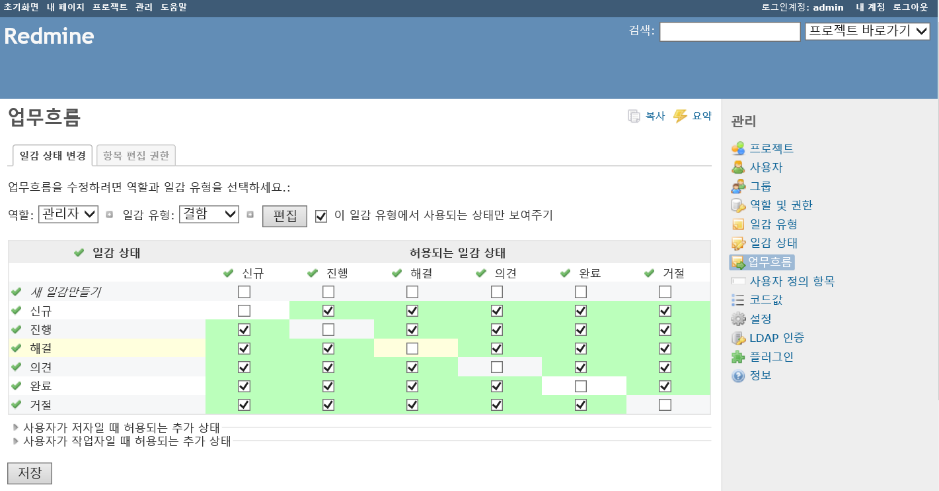 초기화면 내 페이지 프로젝트 관리 도움말 로그인계정: admin 내 계정 로그아웃
Redmine 검색: 프로젝트 바로가기
업무흐름 복사 요약
일감 상태 변경 항목 편집 권한
업무흐름을 수정하려면 역할과 일감 유형을 선택하세요.:
역할: 관리자 일감 유형: 결함 편집 이 일감 유형에서 사용되는 상태만 보여주기
일감 상태 허용되는 일감 상태
신규 진행 해결 의견 완료 거절
새 일감만들기
신규
진행
해결
의견
완료
거절
사용자가 저자일 때 허용되는 추가 상태
사용자가 작업자일 때 허용되는 추가 상태
저장
관리
프로젝트
사용자
그룹
역할 및 권한
일감 유형
일감 상태
업무흐름
사용자 정의 항목
코드값
설정
LDAP 인증
플러그인
정보